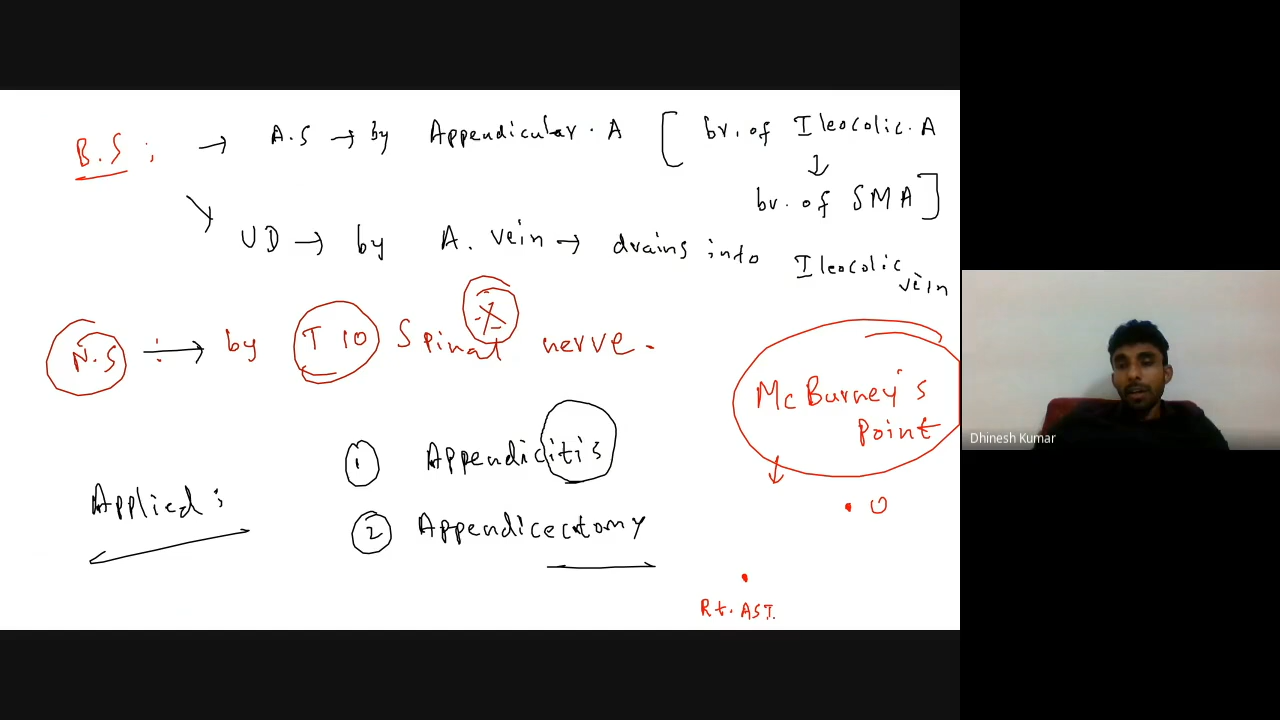 B.S : → A.S → by Appendicular. A [ br. of Ileocolic. A
↓
br. of SMA ]
VD → by A. vein → drains into Ileocolic vein
N.S : → by T 10 Spinal nerve.
McBurney's
Point
Applied :
① Appendicitis
② Appendicectomy
↓
• U
•
Rt. ASI.
Dhinesh Kumar